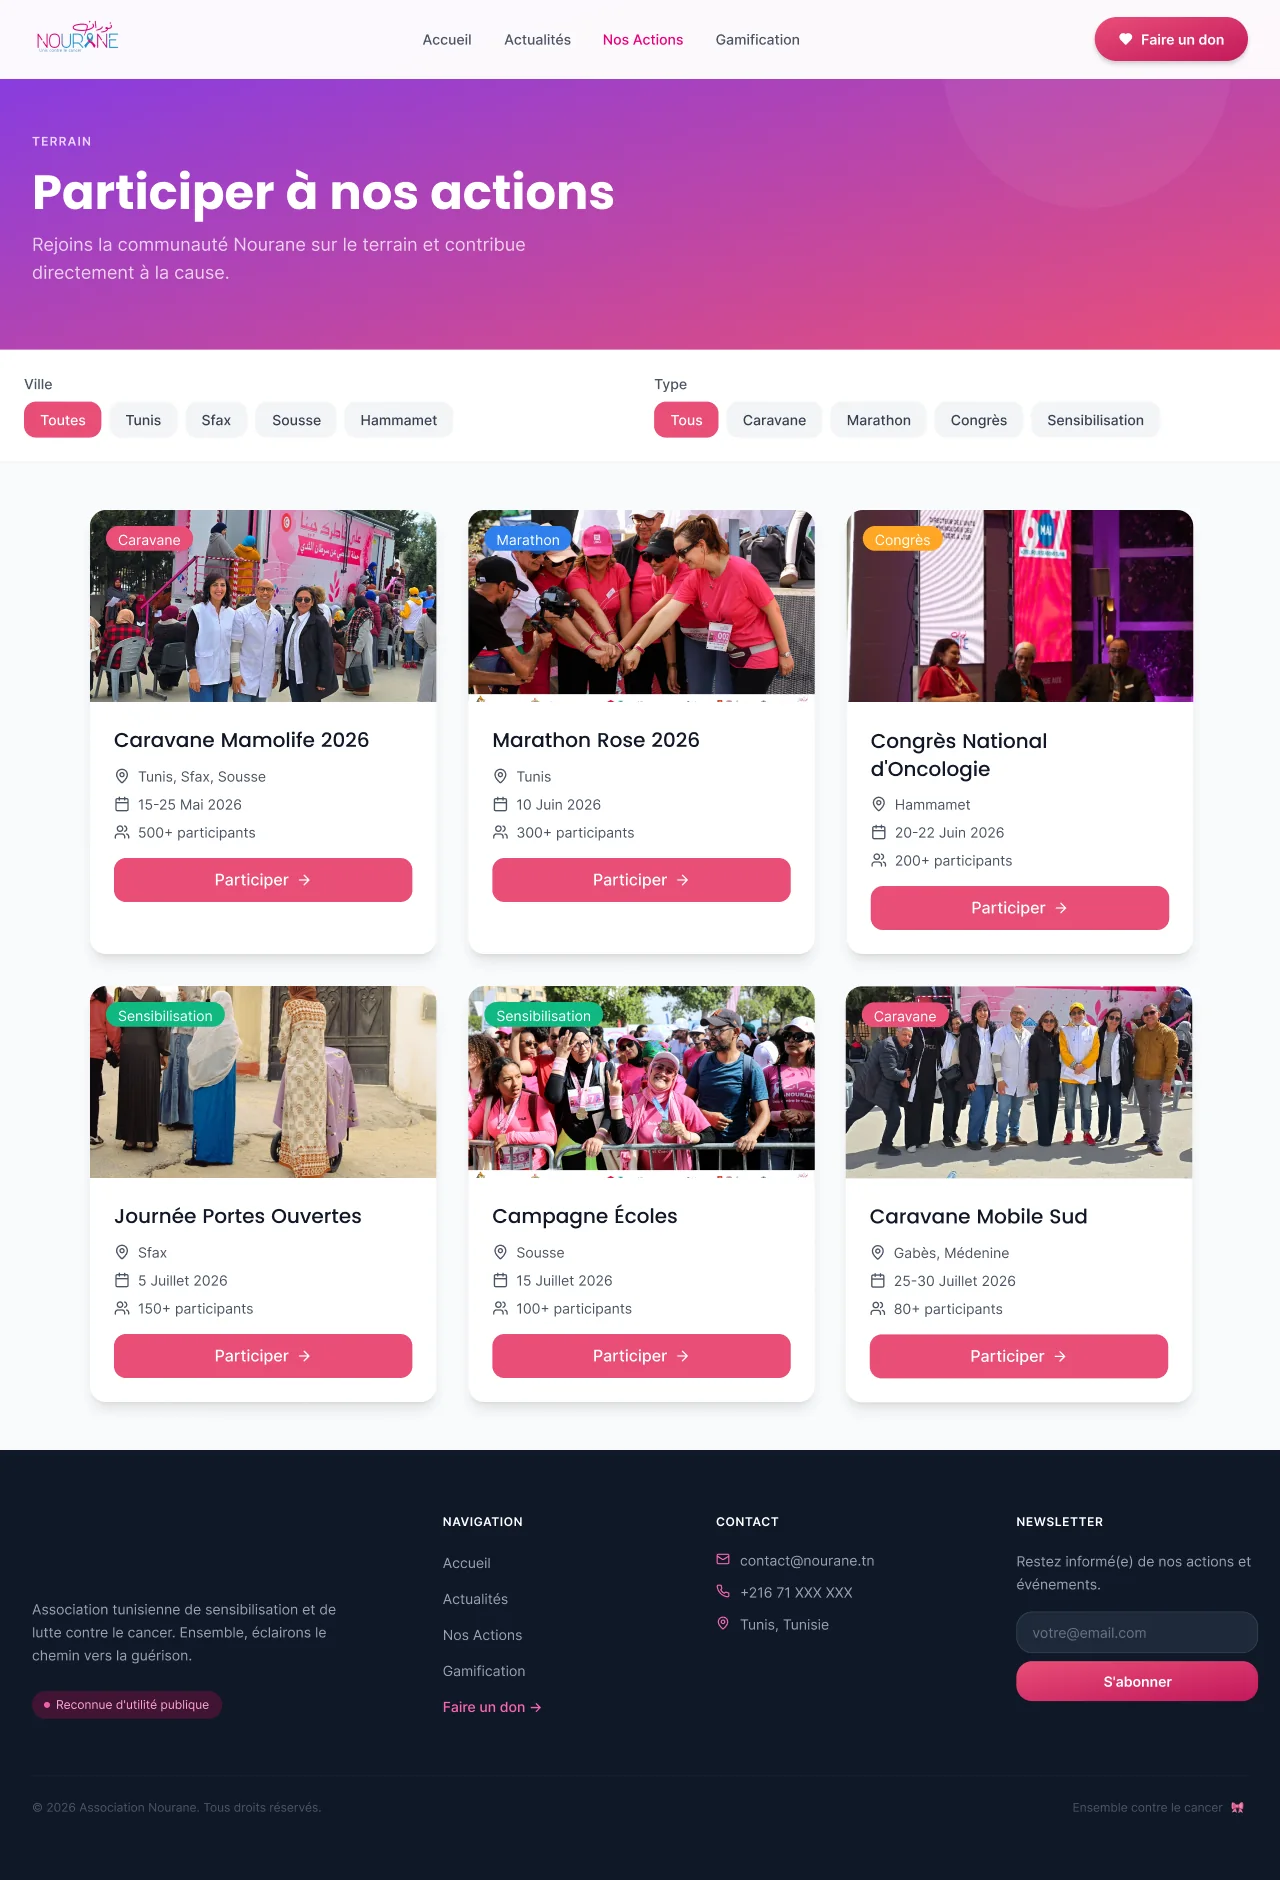 نوران
NOURANE
Accueil
Actualités
Nos Actions
Gamification
Faire un don
TERRAIN
Participer à nos actions
Rejoins la communauté Nourane sur le terrain et contribue
directement à la cause.
Ville
Toutes
Tunis
Sfax
Sousse
Hammamet
Type
Tous
Caravane
Marathon
Congrès
Sensibilisation
Caravane
Caravane Mamolife 2026
Tunis, Sfax, Sousse
15-25 Mai 2026
500+ participants
Participer →
Marathon
Marathon Rose 2026
Tunis
10 Juin 2026
300+ participants
Participer →
Congrès
MAI
Congrès National
d'Oncologie
Hammamet
20-22 Juin 2026
200+ participants
Participer →
Sensibilisation
Journée Portes Ouvertes
Sfax
5 Juillet 2026
150+ participants
Participer →
Sensibilisation
Campagne Écoles
Sousse
15 Juillet 2026
100+ participants
Participer →
Caravane
Caravane Mobile Sud
Gabès, Médenine
25-30 Juillet 2026
80+ participants
Participer →
Association tunisienne de sensibilisation et de
lutte contre le cancer. Ensemble, éclairons le
chemin vers la guérison.
Reconnue d'utilité publique
NAVIGATION
Accueil
Actualités
Nos Actions
Gamification
Faire un don →
CONTACT
contact@nourane.tn
+216 71 XXX XXX
Tunis, Tunisie
NEWSLETTER
Restez informé(e) de nos actions et
événements.
votre@email.com
S'abonner
© 2026 Association Nourane. Tous droits réservés.
Ensemble contre le cancer